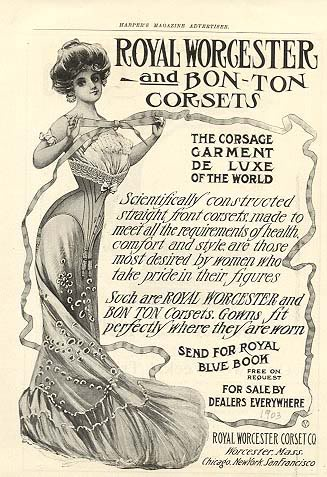 HARPER'S MAGAZINE ADVERTISER.
ROYAL WORCESTER
and BON-TON
CORSETS
THE CORSAGE
GARMENT
DE LUXE
OF THE WORLD
Scientifically constructed
straight front corsets, made to
meet all the requirements of health,
comfort and style are those
most desired by women who
take pride in their figures
Such are ROYAL WORCESTER and
BON TON Corsets. Gowns fit
perfectly where they are worn
SEND FOR ROYAL
BLUE BOOK
FREE ON
REQUEST
FOR SALE BY
DEALERS EVERYWHERE
1903
ROYAL WORCESTER CORSET CO.
Worcester, Mass.
Chicago. New York. San Francisco